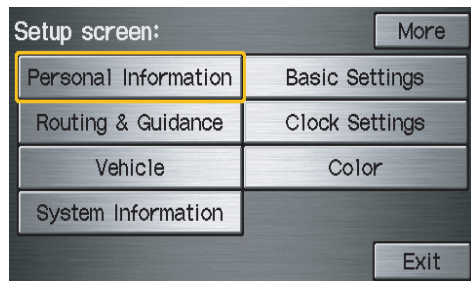 Setup screen: More
Personal Information Basic Settings
Routing & Guidance Clock Settings
Vehicle Color
System Information
Exit